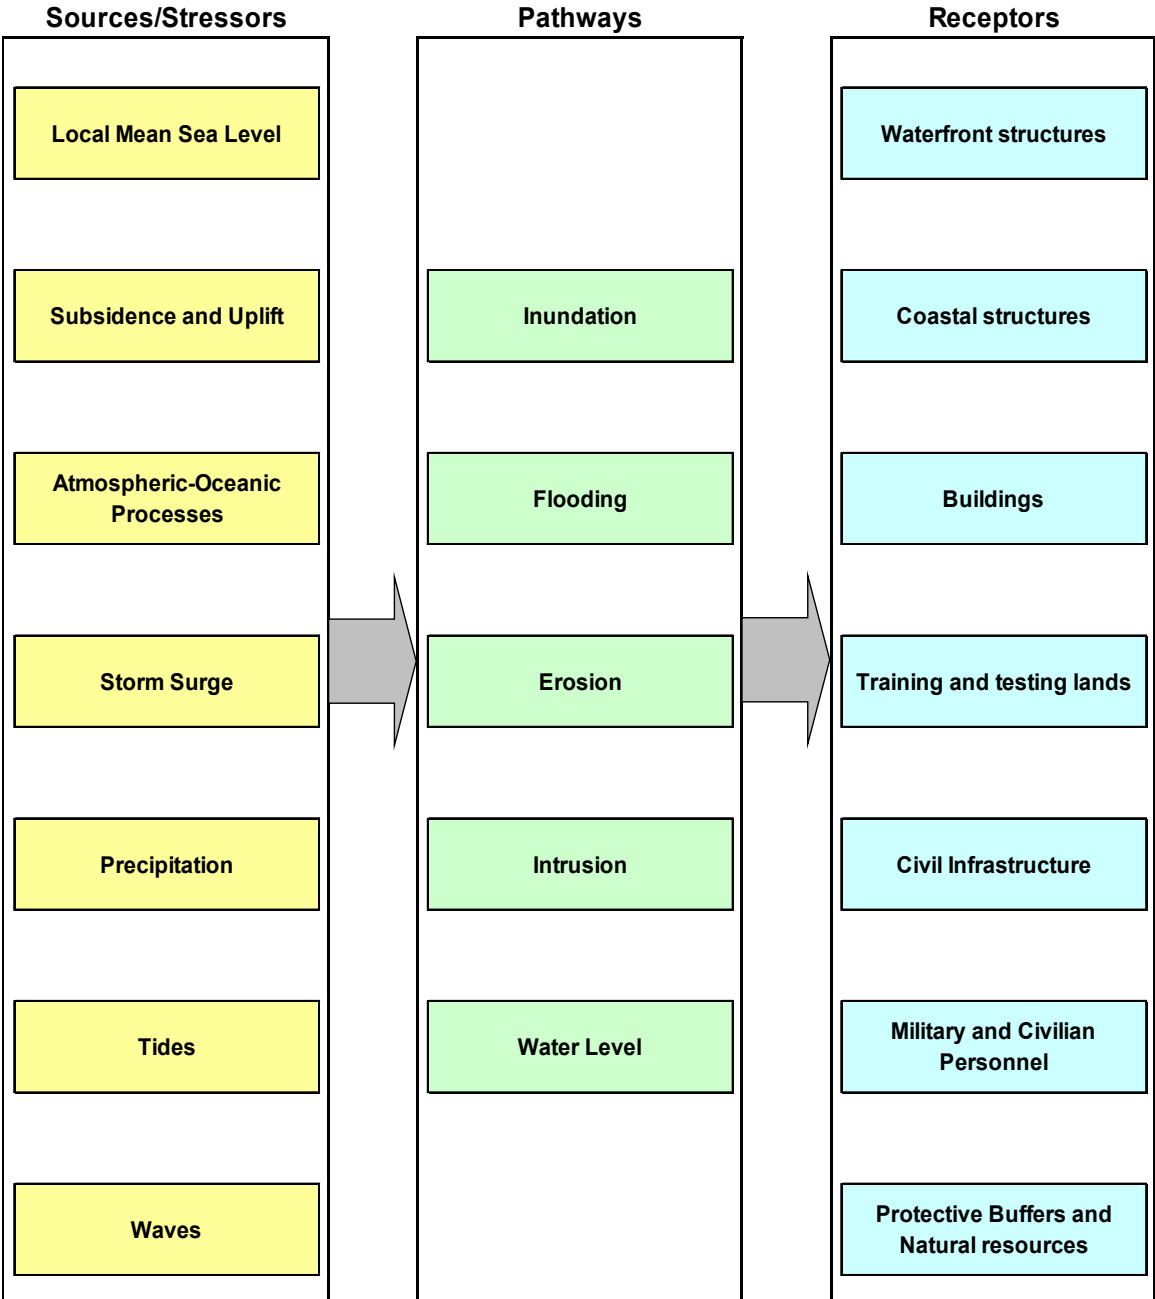 Sources/Stressors
Local Mean Sea Level
Subsidence and Uplift
Atmospheric-Oceanic
Processes
Storm Surge
Precipitation
Tides
Waves
Pathways
Inundation
Flooding
Erosion
Intrusion
Water Level
Receptors
Waterfront structures
Coastal structures
Buildings
Training and testing lands
Civil Infrastructure
Military and Civilian
Personnel
Protective Buffers and
Natural resources